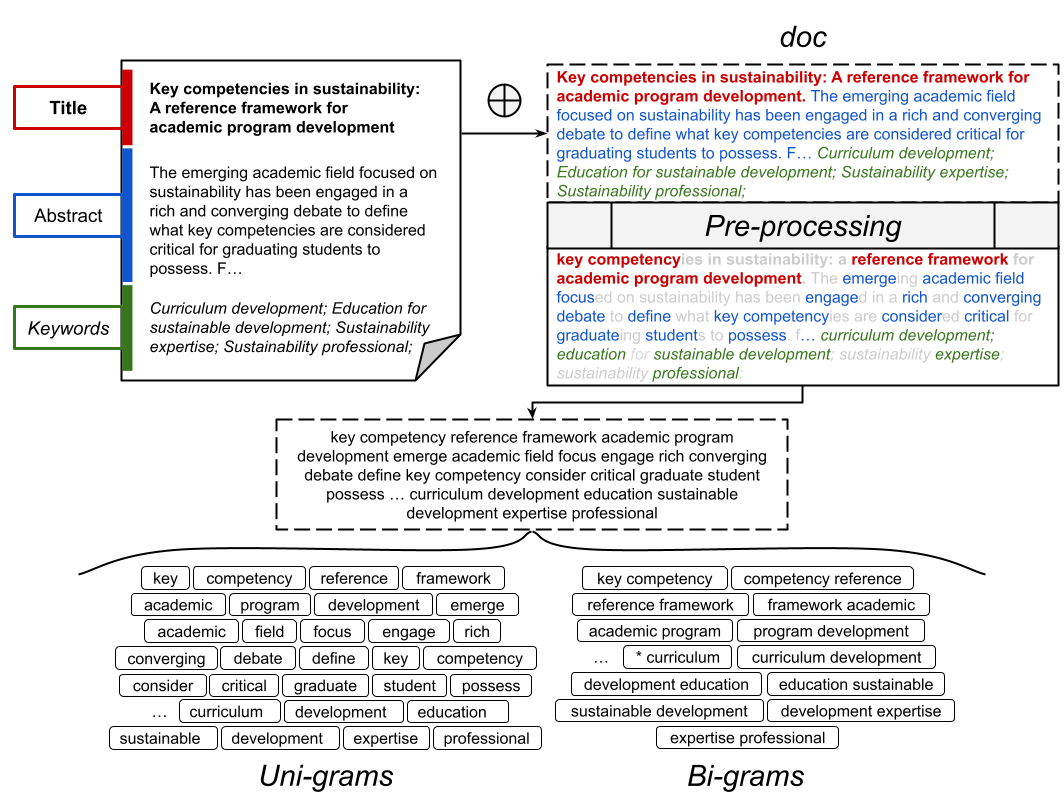 doc
Title
Key competencies in sustainability:
A reference framework for
academic program development
Abstract
The emerging academic field focused on
sustainability has been engaged in a
rich and converging debate to define
what key competencies are considered
critical for graduating students to
possess. F…
Keywords
Curriculum development; Education for
sustainable development; Sustainability
expertise; Sustainability professional;
Key competencies in sustainability: A reference framework for
academic program development. The emerging academic field
focused on sustainability has been engaged in a rich and converging
debate to define what key competencies are considered critical for
graduating students to possess. F… Curriculum development;
Education for sustainable development; Sustainability expertise;
Sustainability professional;
Pre-processing
key competencyies in sustainability: a reference framework for
academic program development. The emergeing academic field
focused on sustainability has been engaged in a rich and converging
debate to define what key competencyies are considered critical for
graduateing students to possess. f… curriculum development;
education for sustainable development; sustainability expertise;
sustainability professional;
key competency reference framework academic program
development emerge academic field focus engage rich converging
debate define key competency consider critical graduate student
possess … curriculum development education sustainable
development expertise professional
key competency reference framework
academic program development emerge
academic field focus engage rich
converging debate define key competency
consider critical graduate student possess
… curriculum development education
sustainable development expertise professional
Uni-grams
key competency competency reference
reference framework framework academic
academic program program development
… * curriculum curriculum development
development education education sustainable
sustainable development development expertise
expertise professional
Bi-grams